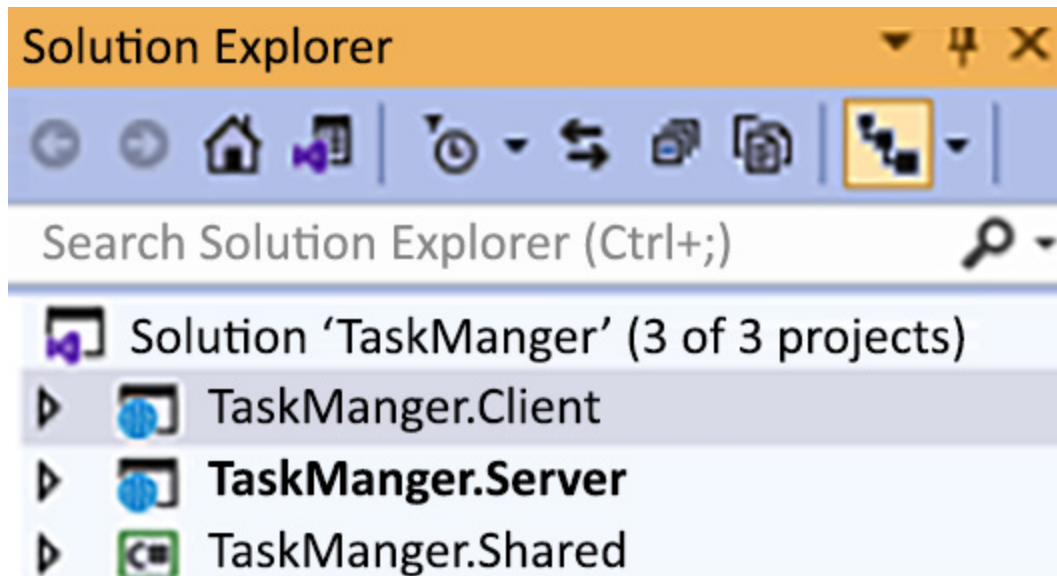 Solution Explorer
Search Solution Explorer (Ctrl+;)
Solution ‘TaskManger’ (3 of 3 projects)
TaskManger.Client
TaskManger.Server
C# TaskManger.Shared